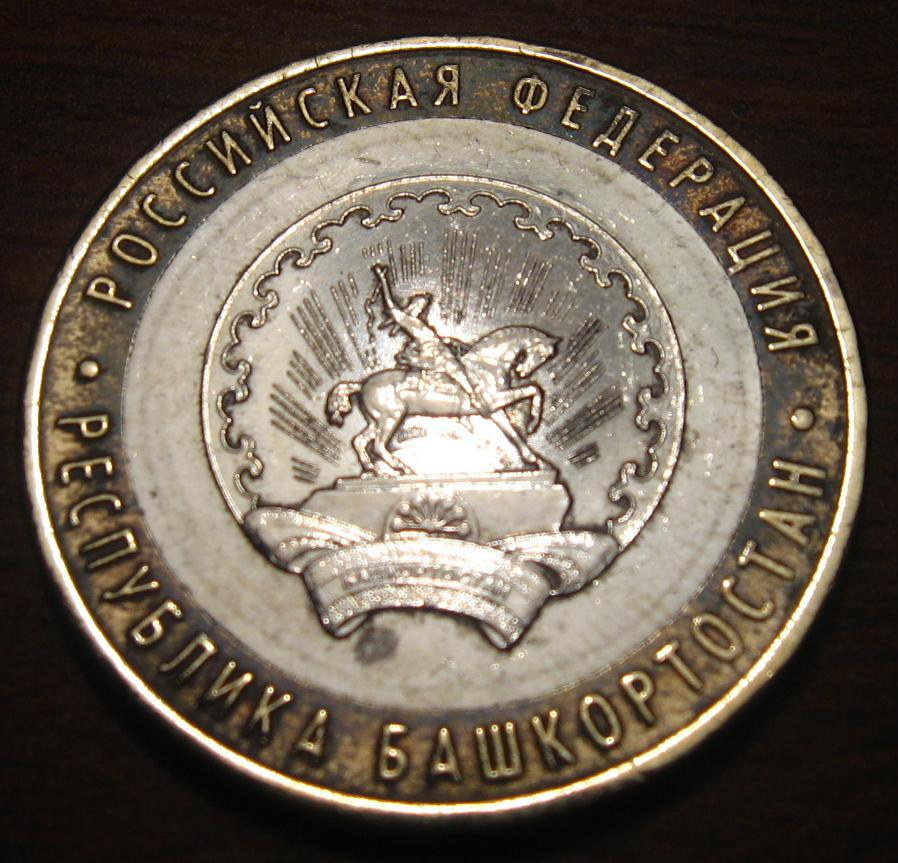 РОССИЙСКАЯ ФЕДЕРАЦИЯ
РЕСПУБЛИКА БАШКОРТОСТАН